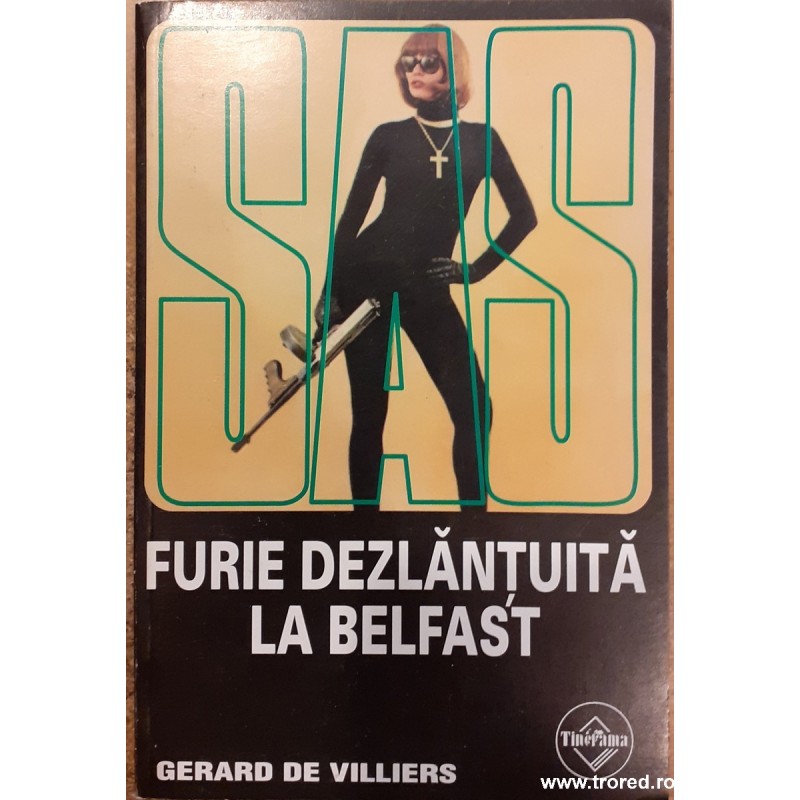 SAS
FURIE DEZLĂNȚUITĂ
LA BELFAST
Tinerama
GERARD DE VILLIERS
www.trored.ro